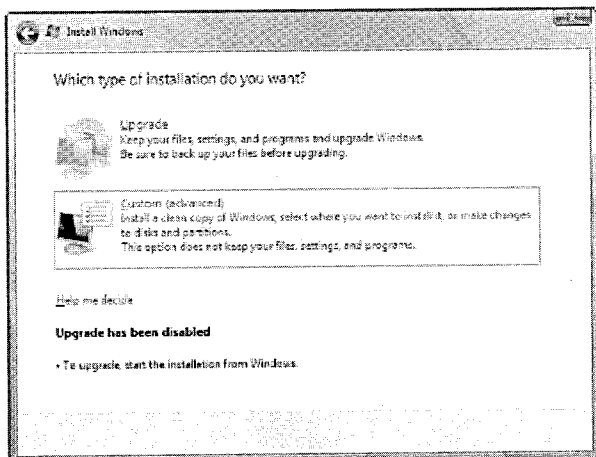 Install Windows
Which type of installation do you want?
Upgrade
Keep your files, settings, and programs and upgrade Windows.
Be sure to back up your files before upgrading.
Custom (advanced)
Install a clean copy of Windows, select where you want to install it, or make changes
to disks and partitions.
This option does not keep your files, settings, and programs.
Help me decide
Upgrade has been disabled
• To upgrade, start the installation from Windows.